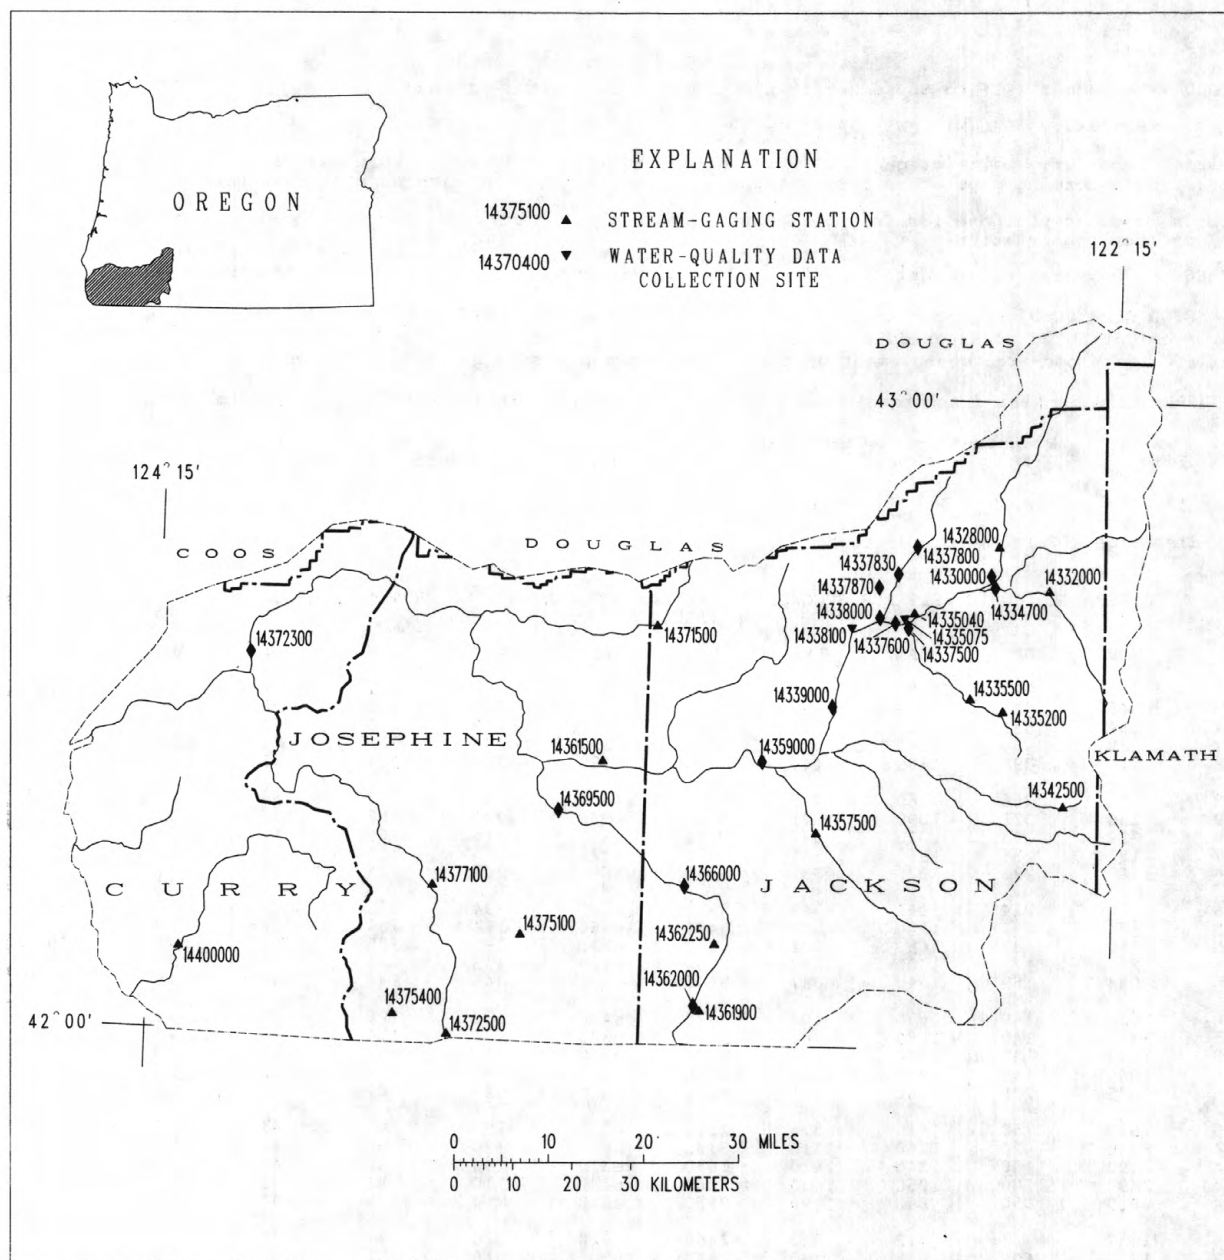 EXPLANATION
OREGON
14375100 STREAM-GAGING STATION
14370400 WATER-QUALITY DATA
COLLECTION SITE
122° 15'
DOUGLAS
43° 00'
124° 15'
COOS
DOUGLAS
14328000
14337800
14337830
14330000
14332000
14337870
14334700
14338000
14335040
14338100
14335075
14337600
14337500
14371500
14372300
14335500
14339000
14335200
JOSEPHINE
14361500
14359000
KLAMATH
14342500
14369500
14357500
14377100
14366000
CURRY
JACKSON
14375100
14362250
14400000
14362000
14375400
14361900
42° 00'
14372500
0 10 20 30 MILES
0 10 20 30 KILOMETERS